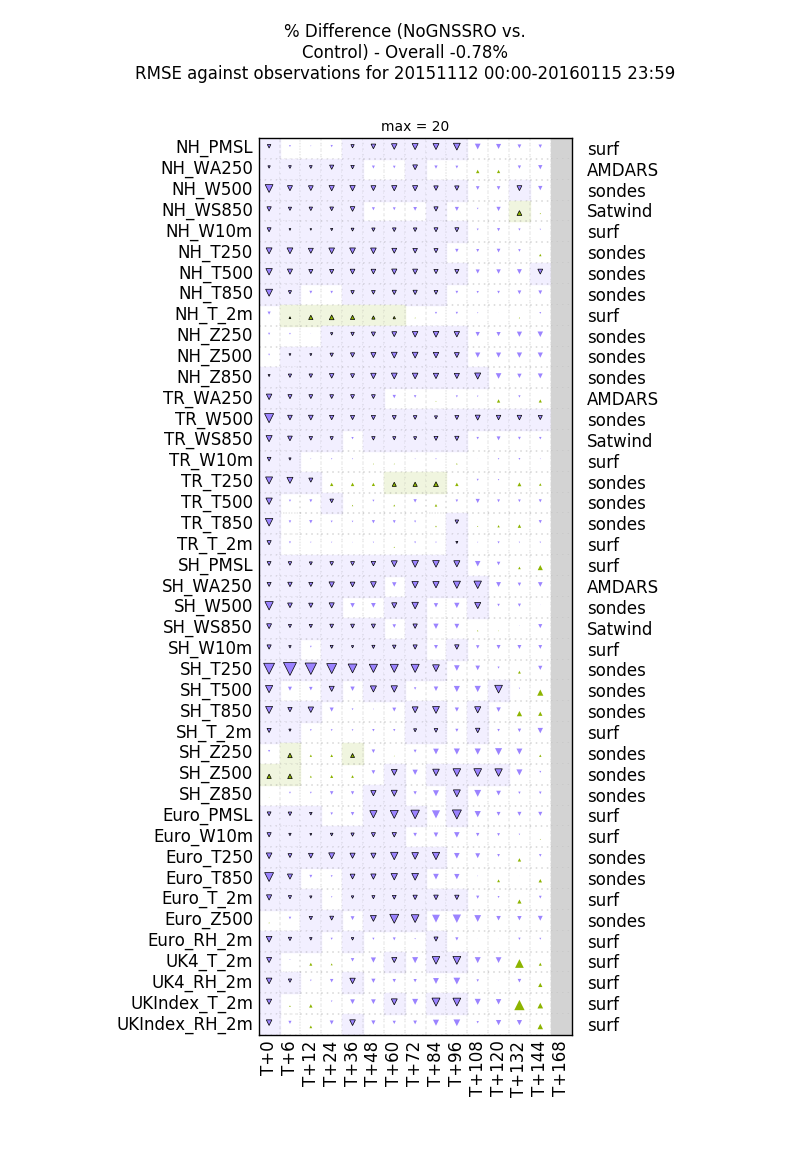 % Difference (NoGNSSRO vs.
Control) - Overall -0.78%
RMSE against observations for 20151112 00:00-20160115 23:59
max = 20
NH_PMSL surf
NH_WA250 AMDARS
NH_W500 sondes
NH_WS850 Satwind
NH_W10m surf
NH_T250 sondes
NH_T500 sondes
NH_T850 sondes
NH_T_2m surf
NH_Z250 sondes
NH_Z500 sondes
NH_Z850 sondes
TR_WA250 AMDARS
TR_W500 sondes
TR_WS850 Satwind
TR_W10m surf
TR_T250 sondes
TR_T500 sondes
TR_T850 sondes
TR_T_2m surf
SH_PMSL surf
SH_WA250 AMDARS
SH_W500 sondes
SH_WS850 Satwind
SH_W10m surf
SH_T250 sondes
SH_T500 sondes
SH_T850 sondes
SH_T_2m surf
SH_Z250 sondes
SH_Z500 sondes
SH_Z850 sondes
Euro_PMSL surf
Euro_W10m surf
Euro_T250 sondes
Euro_T850 sondes
Euro_T_2m surf
Euro_Z500 sondes
Euro_RH_2m surf
UK4_T_2m surf
UK4_RH_2m surf
UKIndex_T_2m surf
UKIndex_RH_2m surf
T+0 T+6 T+12 T+24 T+36 T+48 T+60 T+72 T+84 T+96 T+108 T+120 T+132 T+144 T+168